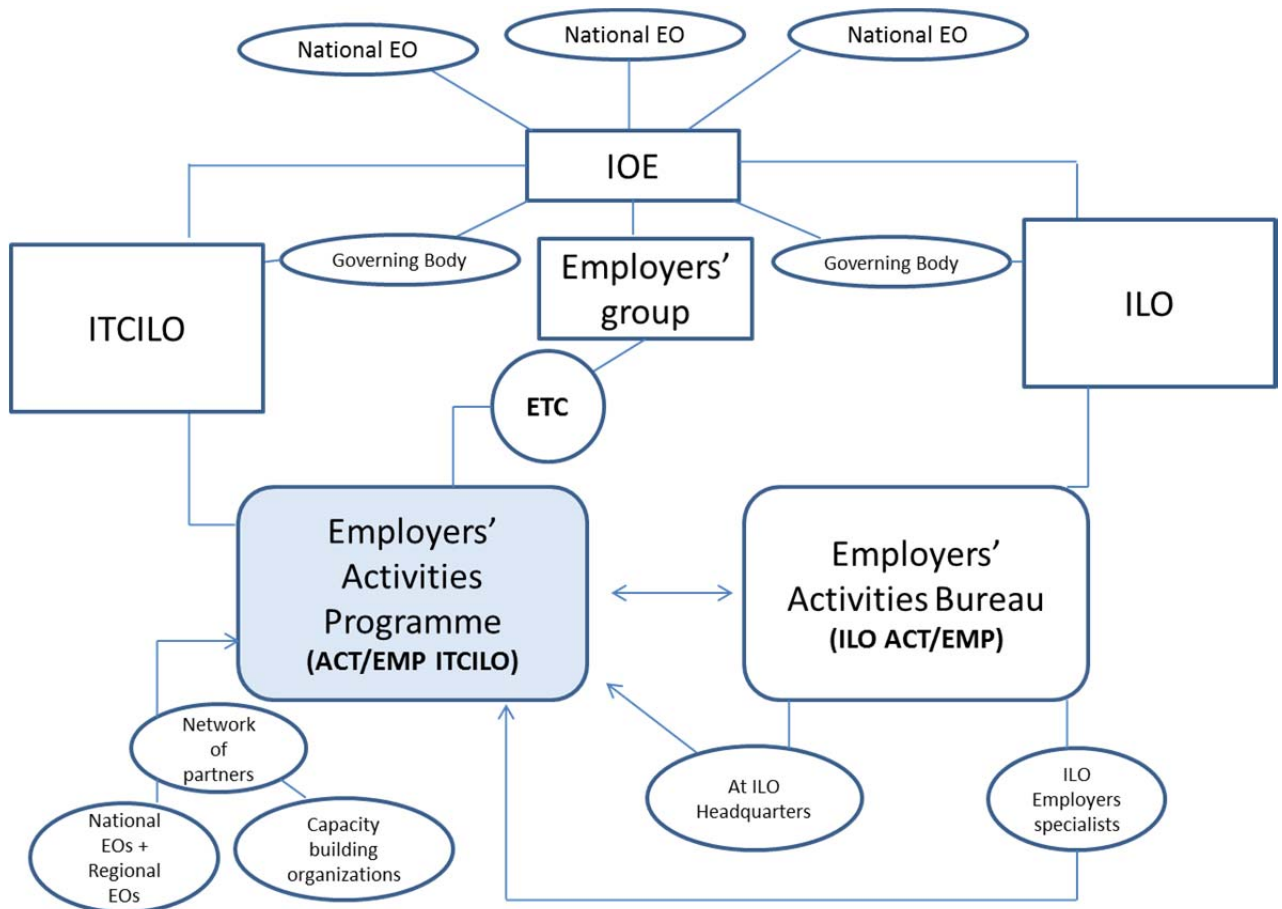 National EO
National EO
National EO
IOE
Governing Body
Employers’
group
Governing Body
ITCILO
ILO
ETC
Employers’
Activities
Programme
(ACT/EMP ITCILO)
Employers’
Activities Bureau
(ILO ACT/EMP)
Network
of
partners
At ILO
Headquarters
ILO
Employers
specialists
National
EOs +
Regional
EOs
Capacity
building
organizations